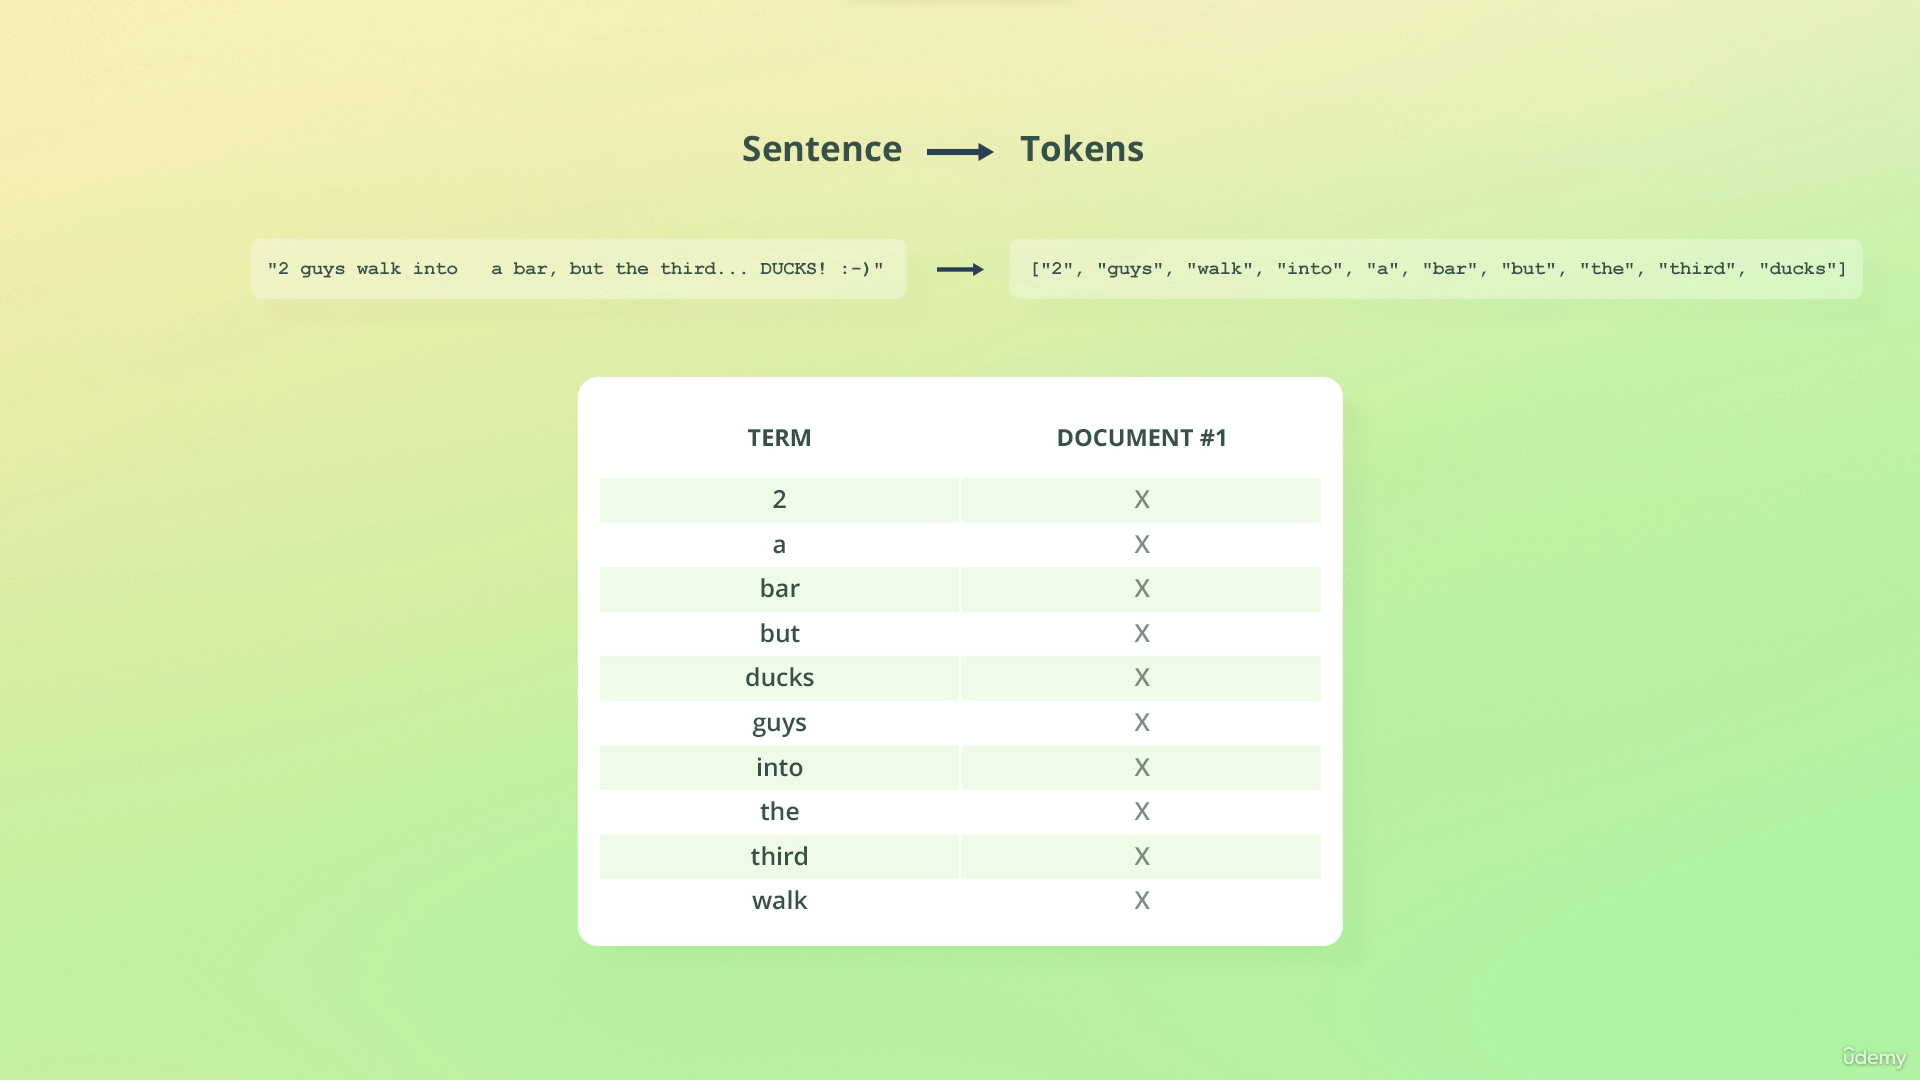 Sentence → Tokens
"2 guys walk into   a bar, but the third... DUCKS! :-)" → ["2", "guys", "walk", "into", "a", "bar", "but", "the", "third", "ducks"]
TERM DOCUMENT #1
2 X
a X
bar X
but X
ducks X
guys X
into X
the X
third X
walk X
ûdemy